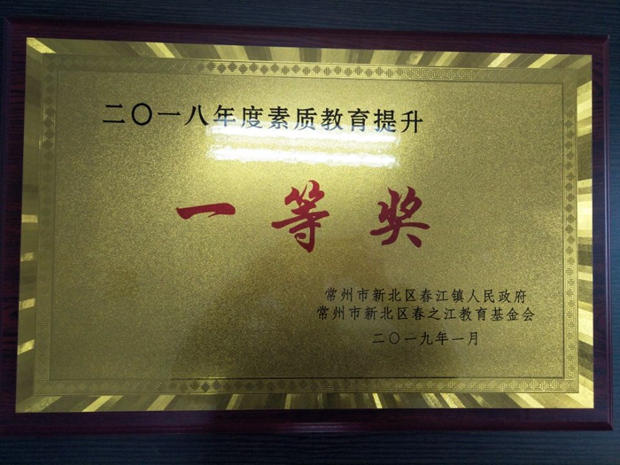 二〇一八年度素质教育提升
一等奖
常州市新北区春江镇人民政府
常州市新北区春之江教育基金会
二〇一九年一月